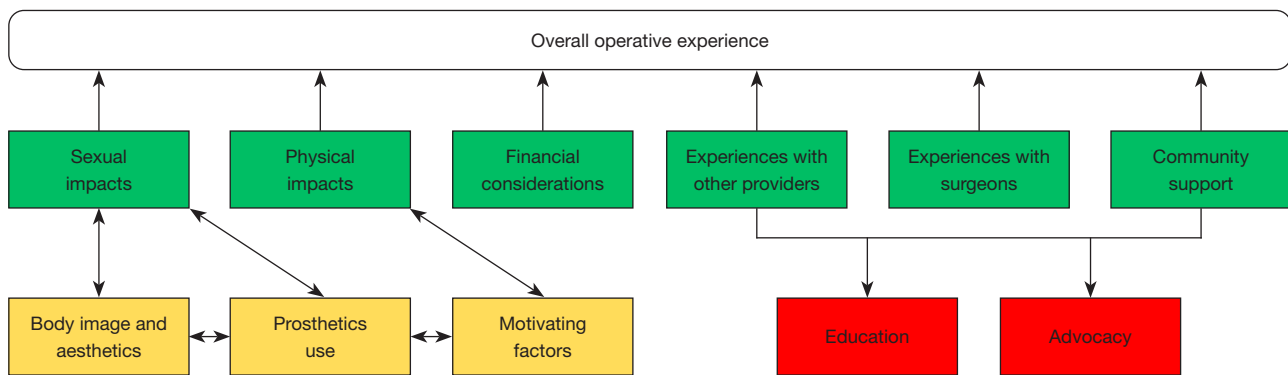 Overall operative experience
Sexual
impacts
Physical
impacts
Financial
considerations
Experiences with
other providers
Experiences with
surgeons
Community
support
Body image and
aesthetics
Prosthetics
use
Motivating
factors
Education
Advocacy